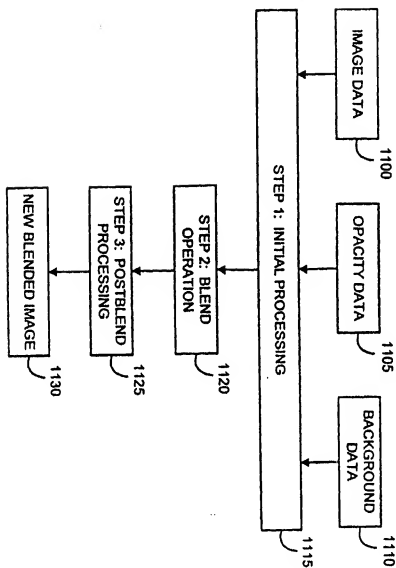 IMAGE DATA
1100
OPACITY DATA
1105
BACKGROUND
DATA
1110
STEP 1: INITIAL PROCESSING
1115
STEP 2: BLEND
OPERATION
1120
STEP 3: POSTBLEND
PROCESSING
1125
NEW BLENDED IMAGE
1130